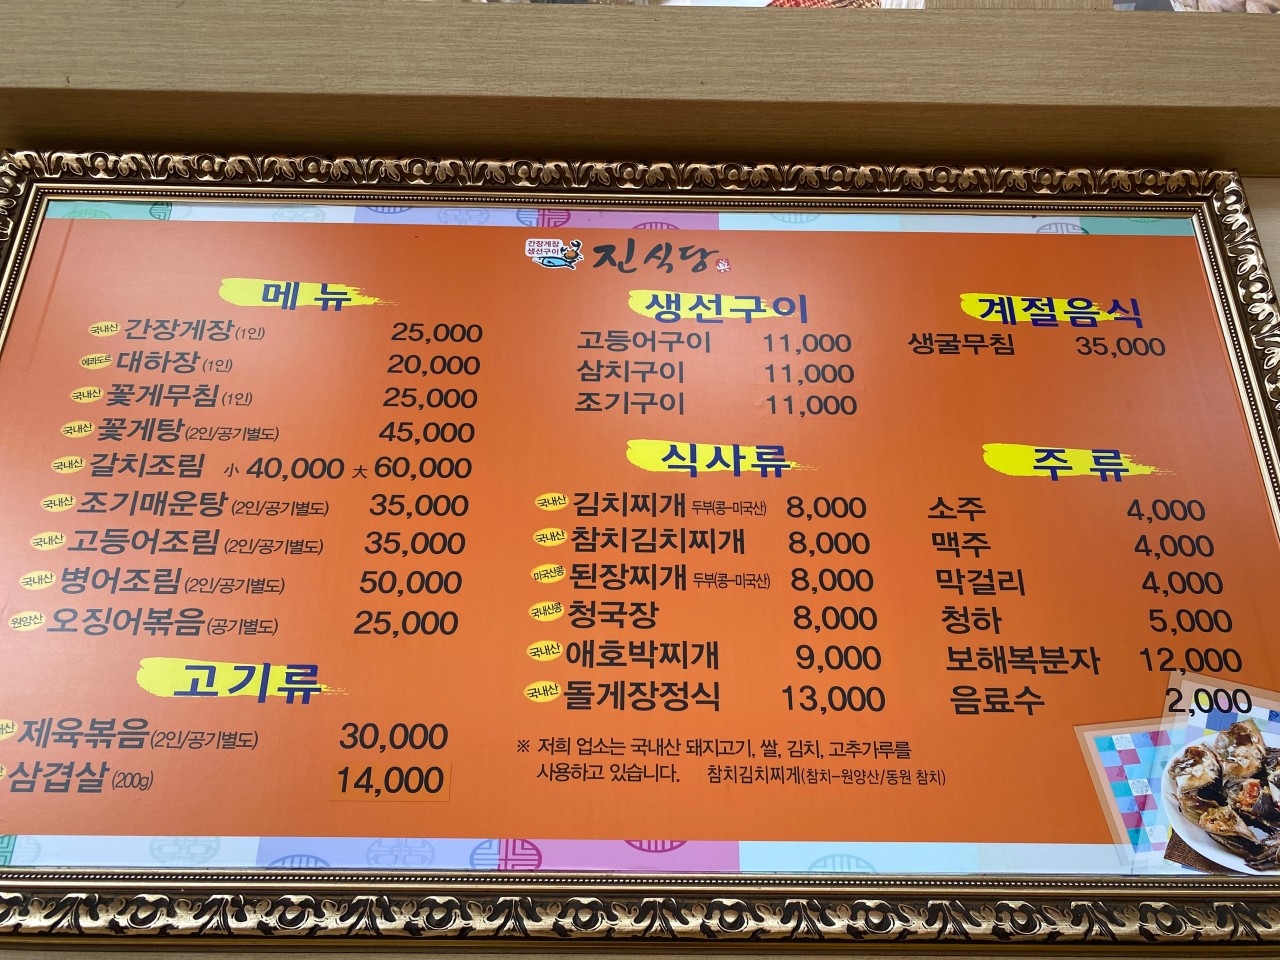 간장게장
생선구이
진식당
메뉴
국내산 간장게장 (1인) 25,000
에콰도르 대하장 (1인) 20,000
국내산 꽃게무침 (1인) 25,000
국내산 꽃게탕 (2인/공기별도) 45,000
국내산 갈치조림 小 40,000 大 60,000
국내산 조기매운탕 (2인/공기별도) 35,000
국내산 고등어조림 (2인/공기별도) 35,000
국내산 병어조림 (2인/공기별도) 50,000
원양산 오징어볶음 (공기별도) 25,000
고기류
제육볶음 (2인/공기별도) 30,000
삼겹살 (200g) 14,000
생선구이
고등어구이 11,000
삼치구이 11,000
조기구이 11,000
식사류
국내산 김치찌개 두부(콩-미국산) 8,000
국내산 참치김치찌개 8,000
미국산콩 된장찌개 두부(콩-미국산) 8,000
국내산콩 청국장 8,000
국내산 애호박찌개 9,000
국내산 돌게장정식 13,000
※ 저희 업소는 국내산 돼지고기, 쌀, 김치, 고추가루를
사용하고 있습니다. 참치김치찌게(참치-원양산/동원 참치)
계절음식
생굴무침 35,000
주류
소주 4,000
맥주 4,000
막걸리 4,000
청하 5,000
보해복분자 12,000
음료수 2,000